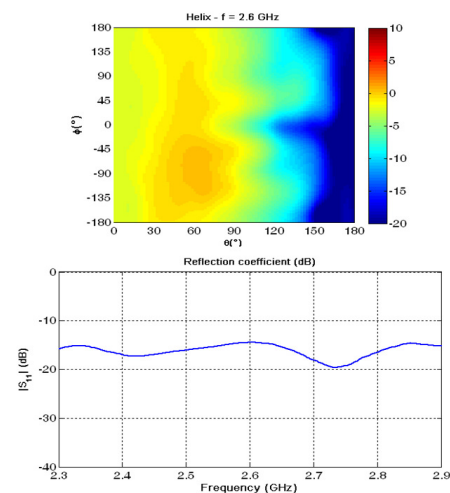 Helix - f = 2.6 GHz
180
135
90
45
0
-45
-90
-135
-180
ϕ(°)
0 30 60 90 120 150 180
θ(°)
10
5
0
-5
-10
-15
-20
Reflection coefficient (dB)
0
-10
-20
-30
-40
|S11| (dB)
2.3 2.4 2.5 2.6 2.7 2.8 2.9
Frequency (GHz)